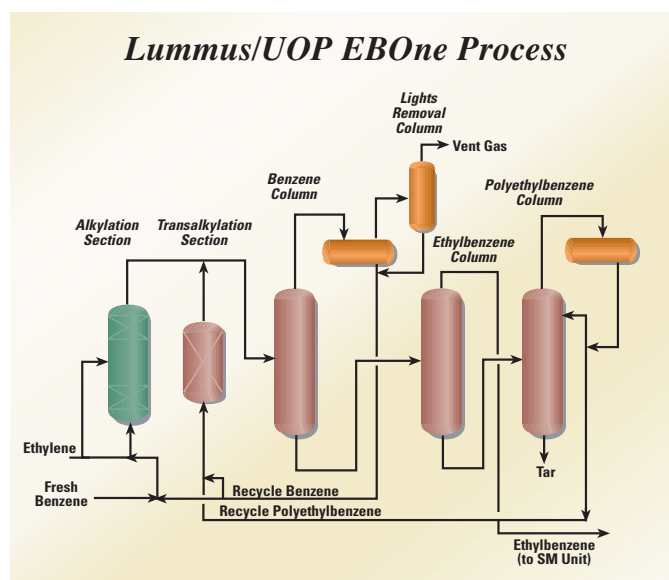 Lummus/UOP EBOne Process
Lights
Removal
Column
Vent Gas
Benzene
Column
Polyethylbenzene
Column
Alkylation
Section
Transalkylation
Section
Ethylbenzene
Column
Ethylene
Fresh
Benzene
Recycle Benzene
Recycle Polyethylbenzene
Tar
Ethylbenzene
(to SM Unit)